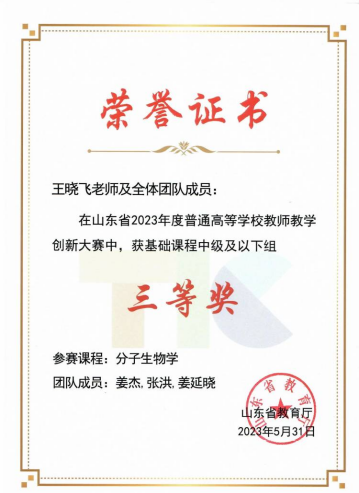 荣誉证书
王晓飞老师及全体团队成员：
在山东省2023年度普通高等学校教师教学
创新大赛中，获基础课程中级及以下组
三等奖
参赛课程：分子生物学
团队成员：姜杰，张洪，姜延晓
山东省教育厅
山东省教育厅
2023年5月31日